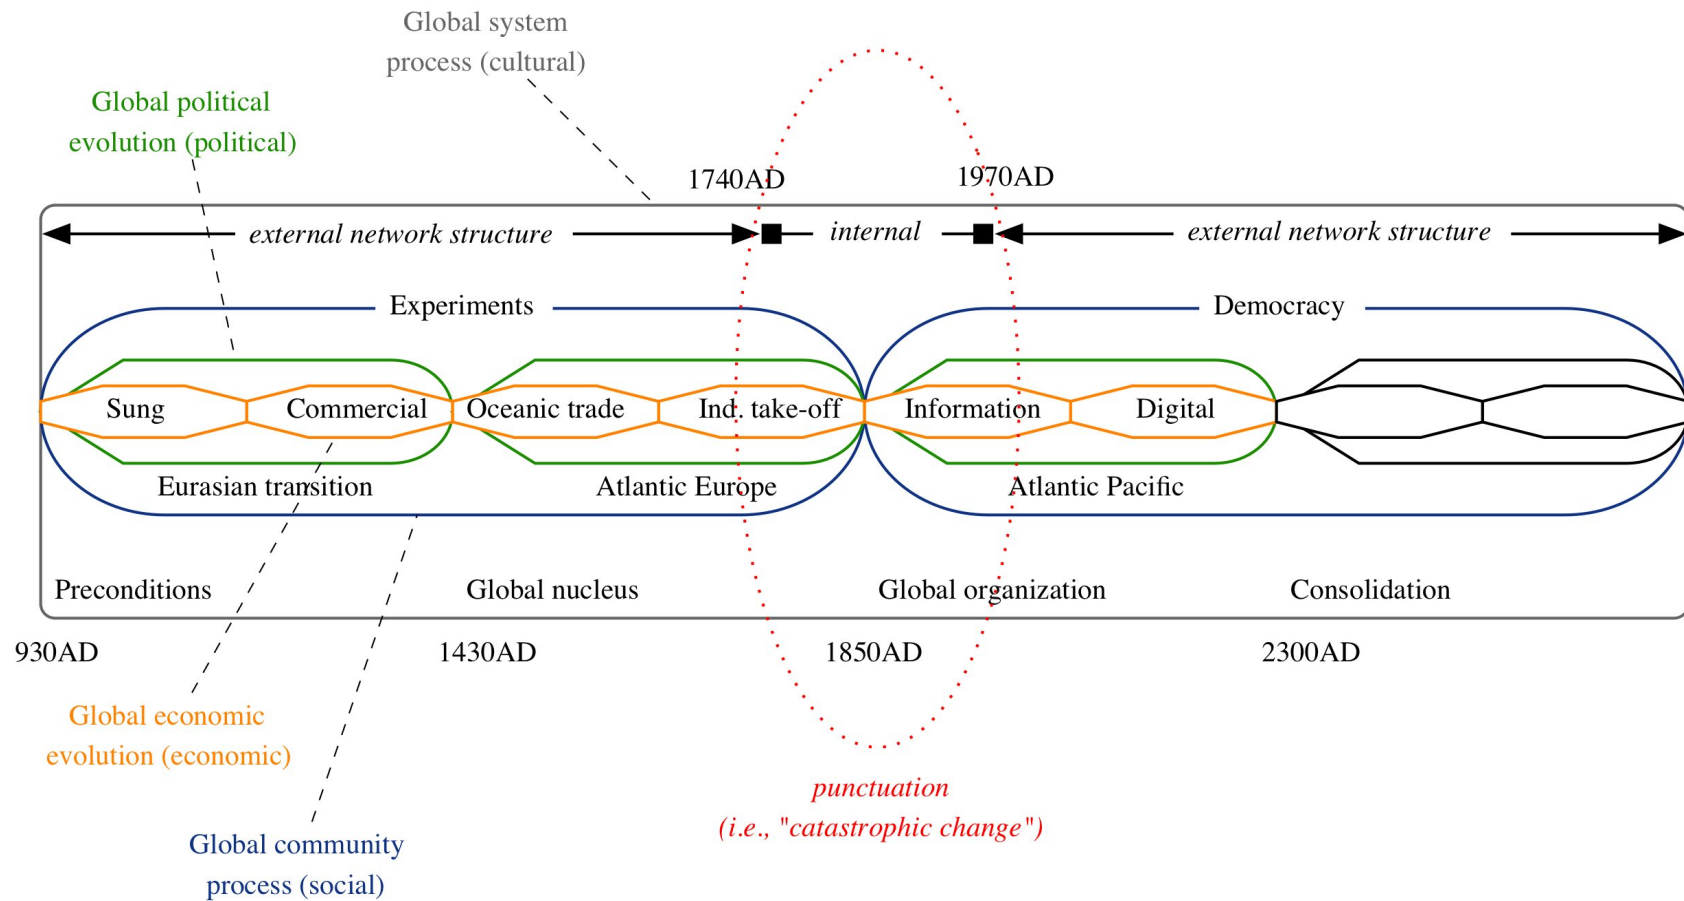 Global system
process (cultural)
Global political
evolution (political)
1740AD
1970AD
external network structure
internal
external network structure
Experiments
Democracy
Sung
Commercial
Oceanic trade
Ind. take-off
Information
Digital
Eurasian transition
Atlantic Europe
Atlantic Pacific
Preconditions
Global nucleus
Global organization
Consolidation
930AD
1430AD
1850AD
2300AD
Global economic
evolution (economic)
punctuation
(i.e., "catastrophic change")
Global community
process (social)